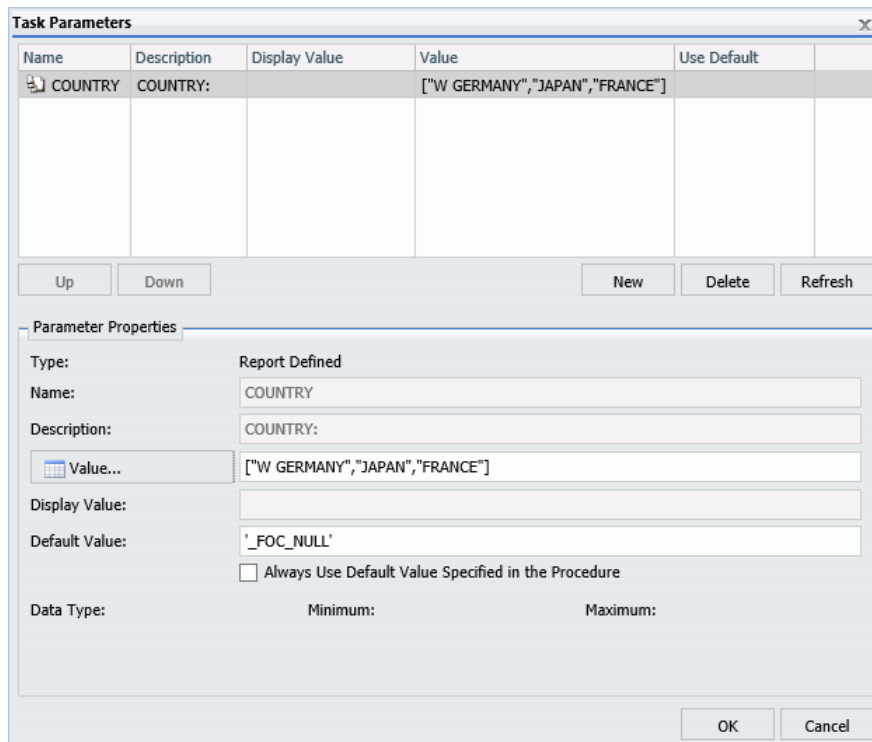 Task Parameters
Name Description Display Value Value Use Default
COUNTRY COUNTRY: ["W GERMANY","JAPAN","FRANCE"]
Up Down New Delete Refresh
Parameter Properties
Type: Report Defined
Name: COUNTRY
Description: COUNTRY:
Value... ["W GERMANY","JAPAN","FRANCE"]
Display Value:
Default Value: '_FOC_NULL'
Always Use Default Value Specified in the Procedure
Data Type: Minimum: Maximum:
OK Cancel